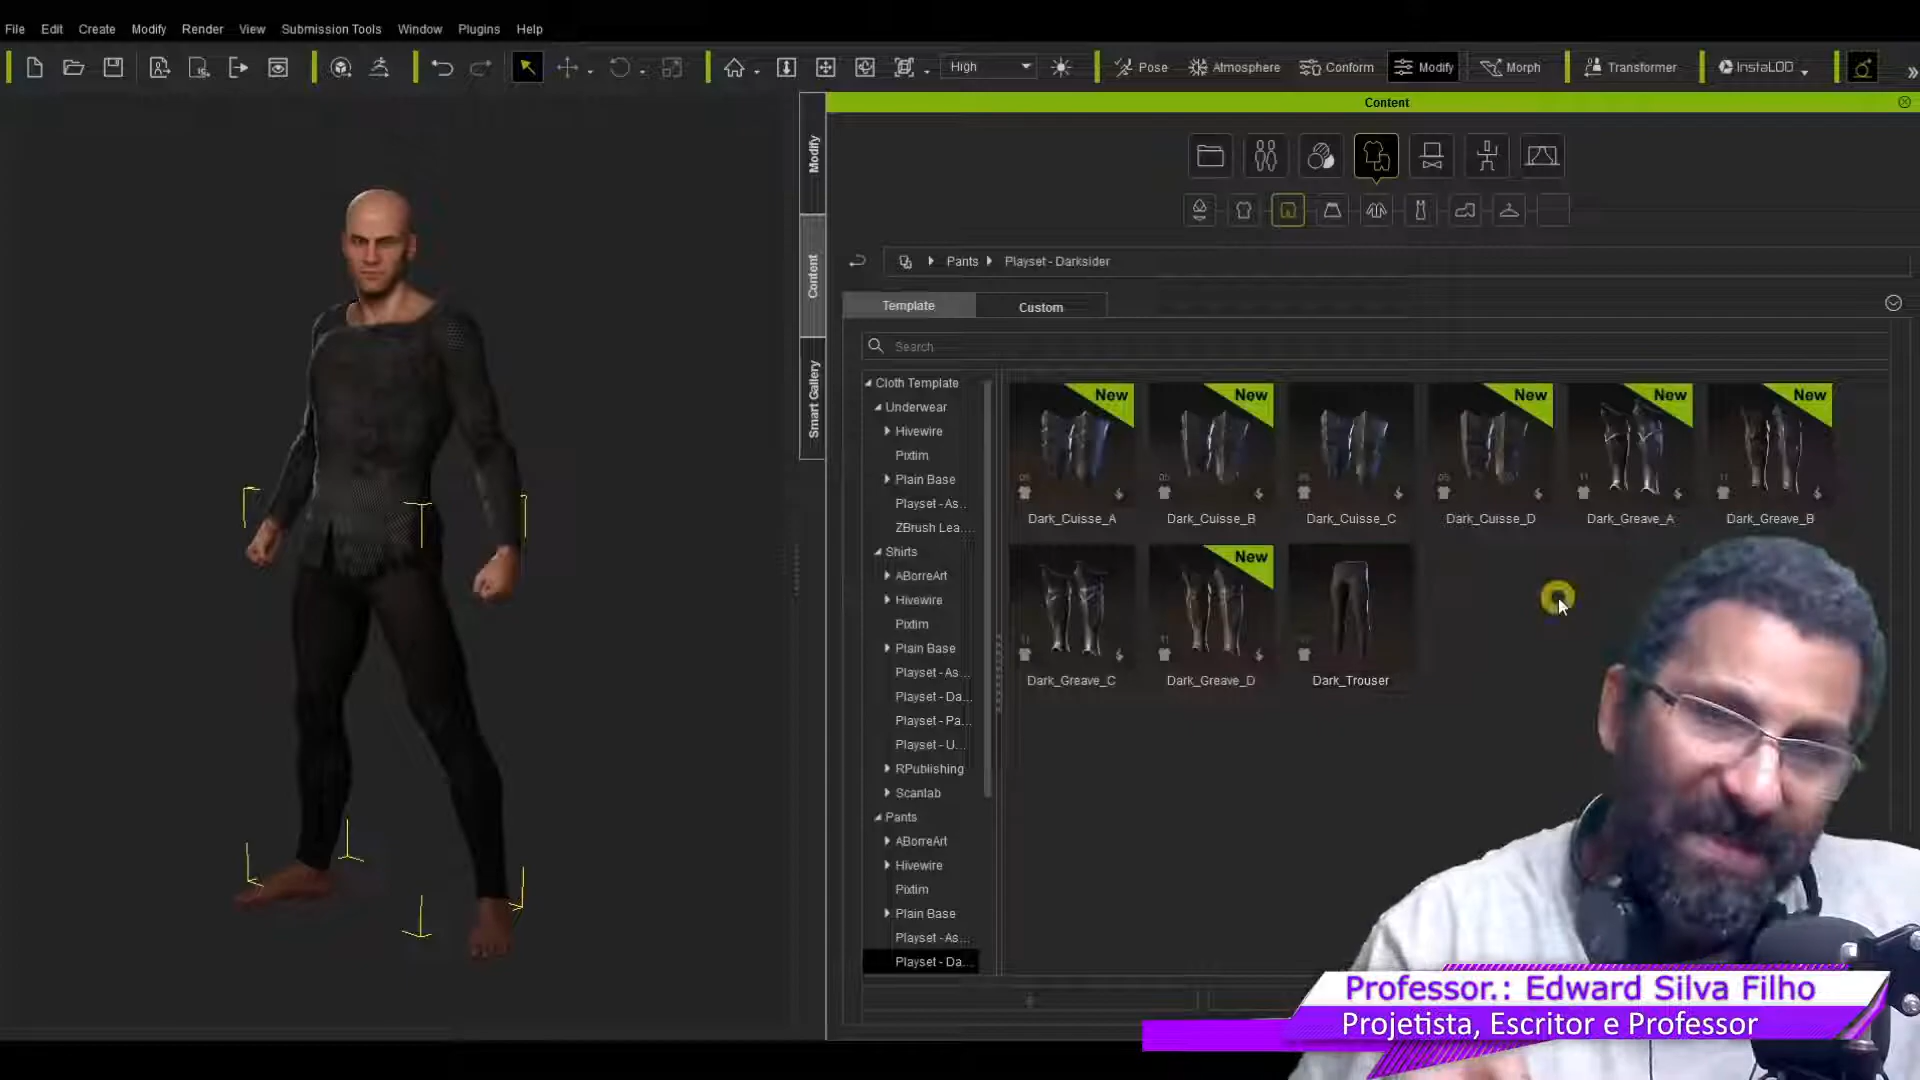 File Edit Create Modify Render View Submission Tools Window Plugins Help
High Pose Atmosphere Conform Modify Morph Transformer InstaLOD
Content
Modify
Content
Smart Gallery
Pants Playset - Darksider
Template Custom
Search
Cloth Template
Underwear
Hivewire
Pixtim
Plain Base
Playset - As...
ZBrush Lea...
Shirts
ABorreArt
Hivewire
Pixtim
Plain Base
Playset - As...
Playset - Da...
Playset - Pa...
Playset - U...
RPublishing
Scanlab
Pants
ABorreArt
Hivewire
Pixtim
Plain Base
Playset - As...
Playset - Da...
New New New New New
Dark_Cuisse_A Dark_Cuisse_B Dark_Cuisse_C Dark_Cuisse_D Dark_Greave_A Dark_Greave_B
New
Dark_Greave_C Dark_Greave_D Dark_Trouser
Professor.: Edward Silva Filho
Projetista, Escritor e Professor